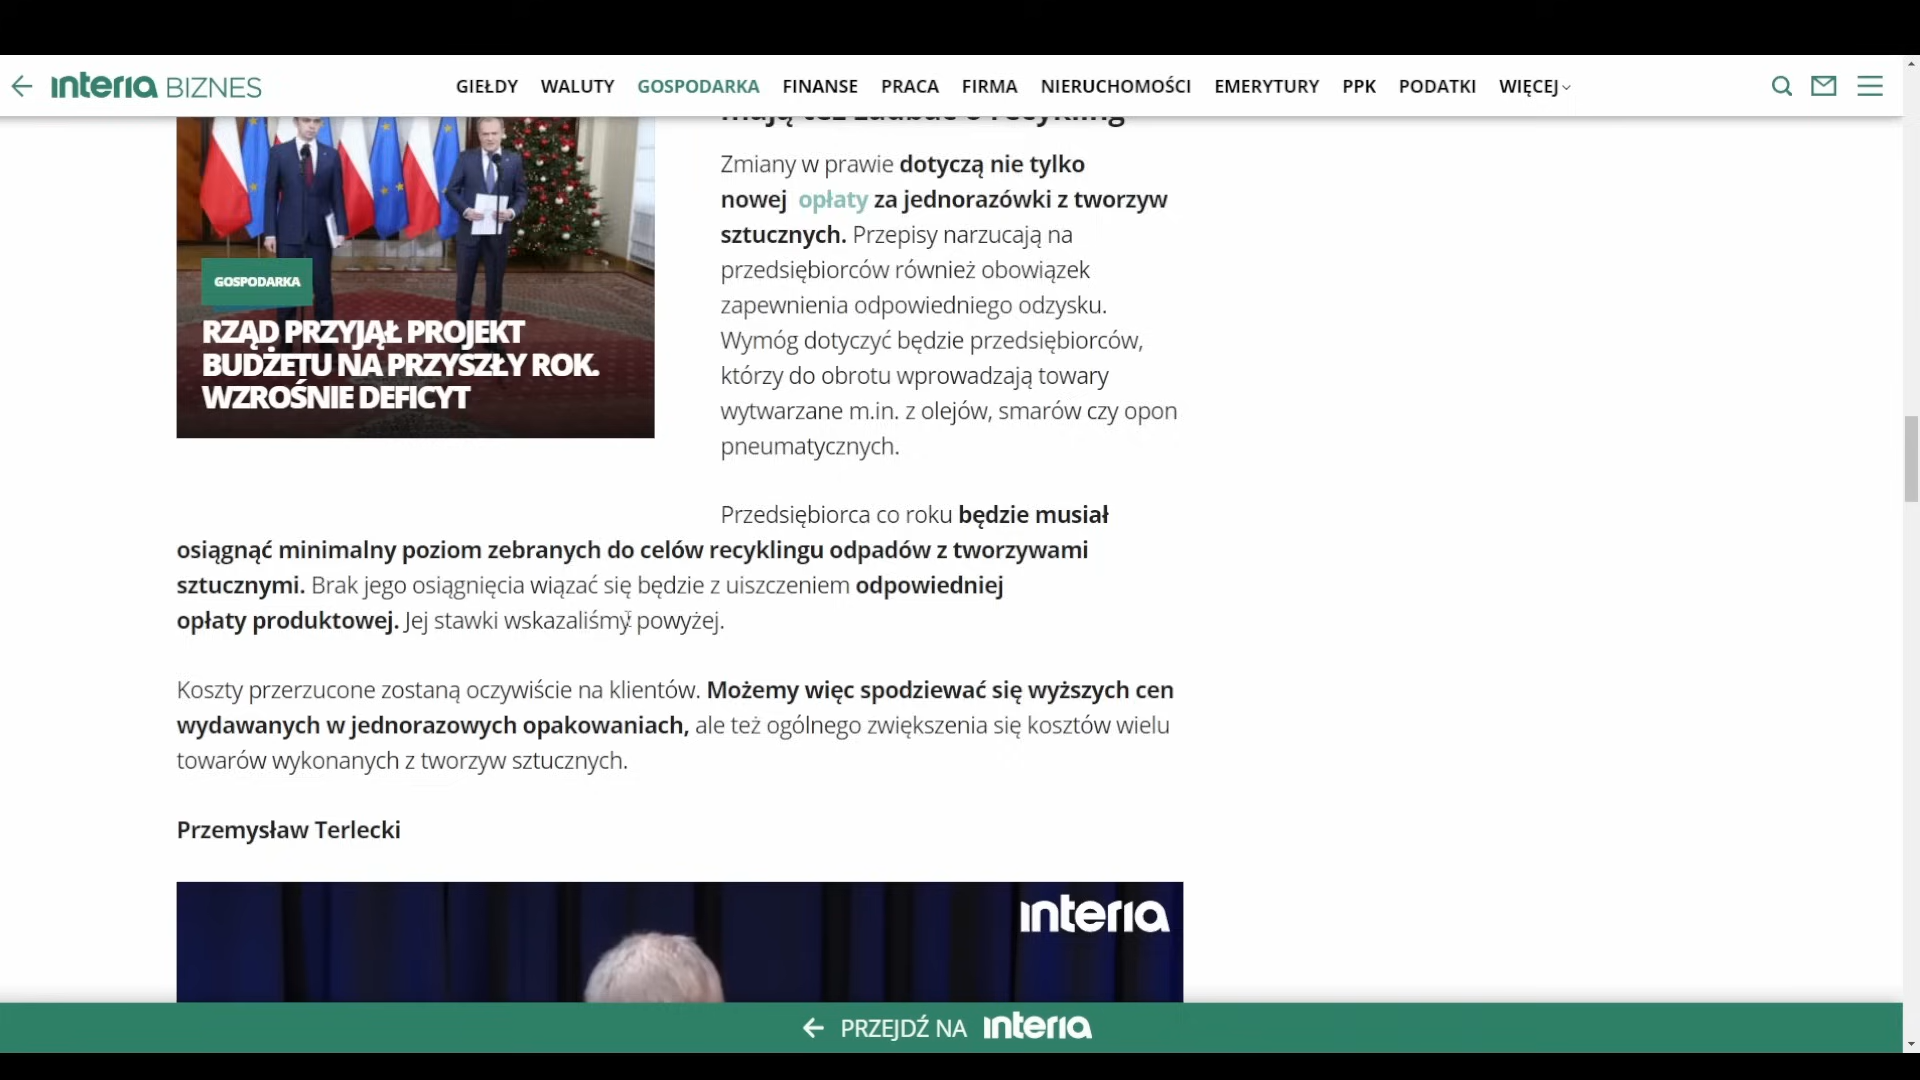 interia BIZNES
GIEŁDY WALUTY GOSPODARKA FINANSE PRACA FIRMA NIERUCHOMOŚCI EMERYTURY PPK PODATKI WIĘCEJ
mają też zadbać o recykling
GOSPODARKA
RZĄD PRZYJĄŁ PROJEKT
BUDŻETU NA PRZYSZŁY ROK.
WZROŚNIE DEFICYT
Zmiany w prawie dotyczą nie tylko
nowej opłaty za jednorazówki z tworzyw
sztucznych. Przepisy narzucają na
przedsiębiorców również obowiązek
zapewnienia odpowiedniego odzysku.
Wymóg dotyczyć będzie przedsiębiorców,
którzy do obrotu wprowadzają towary
wytwarzane m.in. z olejów, smarów czy opon
pneumatycznych.
Przedsiębiorca co roku będzie musiał
osiągnąć minimalny poziom zebranych do celów recyklingu odpadów z tworzywami
sztucznymi. Brak jego osiągnięcia wiązać się będzie z uiszczeniem odpowiedniej
opłaty produktowej. Jej stawki wskazaliśmy powyżej.
Koszty przerzucone zostaną oczywiście na klientów. Możemy więc spodziewać się wyższych cen
wydawanych w jednorazowych opakowaniach, ale też ogólnego zwiększenia się kosztów wielu
towarów wykonanych z tworzyw sztucznych.
Przemysław Terlecki
interia
PRZEJDŹ NA interia